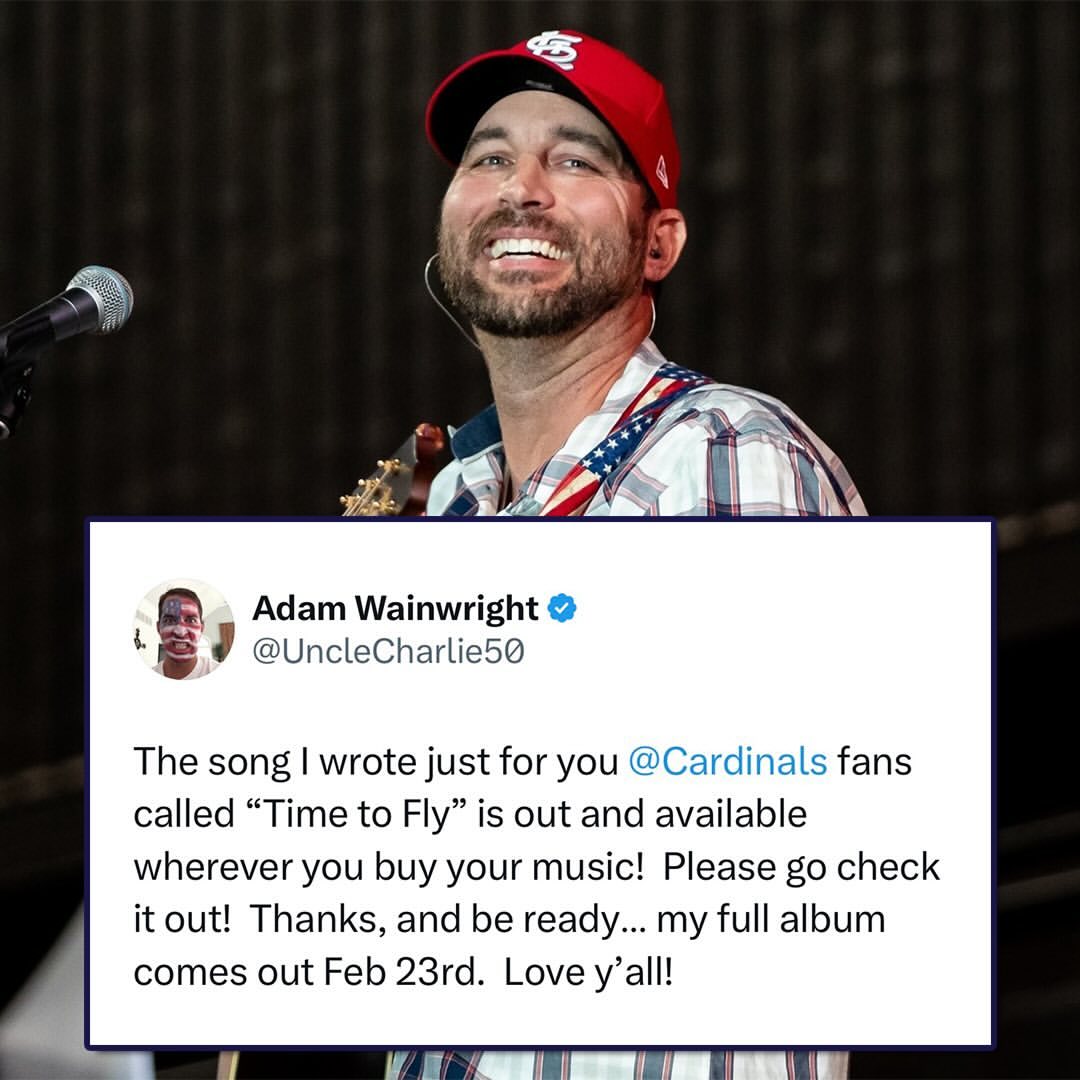 StL
Adam Wainwright
@UncleCharlie50
The song I wrote just for you @Cardinals fans
called “Time to Fly” is out and available
wherever you buy your music!  Please go check
it out!  Thanks, and be ready... my full album
comes out Feb 23rd.  Love y’all!